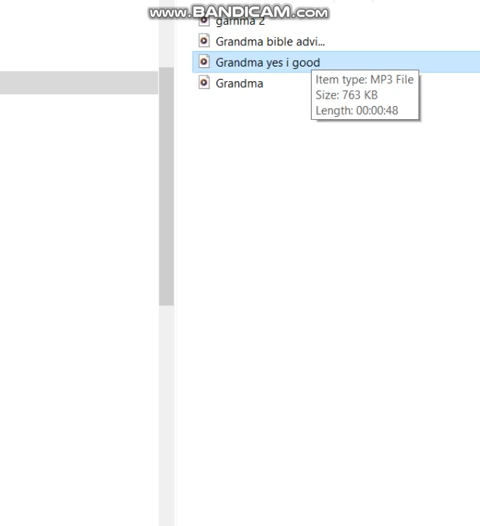 www.BANDICAM.com
gamma 2
Grandma bible advi...
Grandma yes i good
Item type: MP3 File
Grandma
Size: 763 KB
Length: 00:00:48